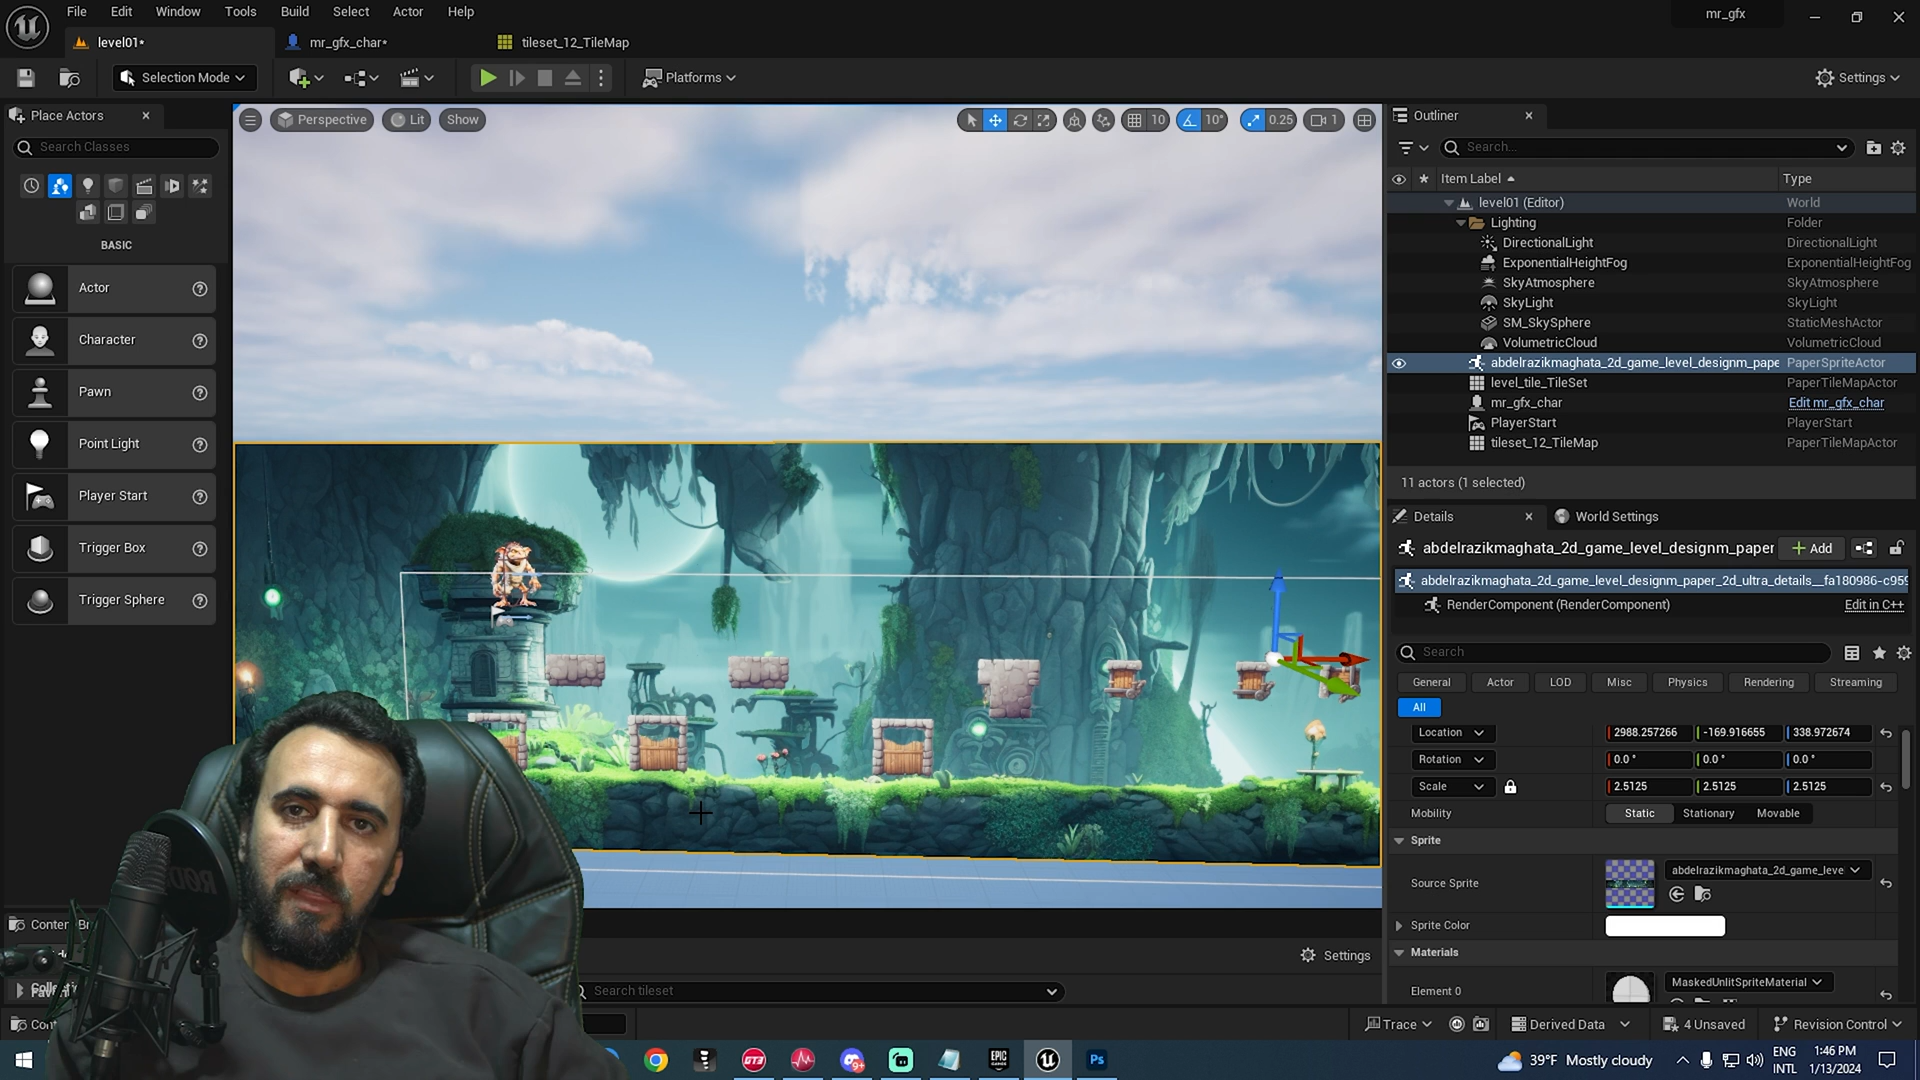 File Edit Window Tools Build Select Actor Help
mr_gfx
level01*
mr_gfx_char*
tileset_12_TileMap
Selection Mode
Platforms
Settings
Place Actors
Search Classes
BASIC
Actor
Character
Pawn
Point Light
Player Start
Trigger Box
Trigger Sphere
Perspective
Lit
Show
10
10°
0.25
1
Outliner
Search...
Item Label
Type
level01 (Editor) World
Lighting Folder
DirectionalLight DirectionalLight
ExponentialHeightFog ExponentialHeightFog
SkyAtmosphere SkyAtmosphere
SkyLight SkyLight
SM_SkySphere StaticMeshActor
VolumetricCloud VolumetricCloud
abdelrazikmaghata_2d_game_level_designm_pape PaperSpriteActor
level_tile_TileSet PaperTileMapActor
mr_gfx_char Edit mr_gfx_char
PlayerStart PlayerStart
tileset_12_TileMap PaperTileMapActor
11 actors (1 selected)
Details
World Settings
abdelrazikmaghata_2d_game_level_designm_paper
Add
abdelrazikmaghata_2d_game_level_designm_paper_2d_ultra_details__fa180986-c959
RenderComponent (RenderComponent) Edit in C++
Search
General Actor LOD Misc Physics Rendering Streaming
All
Location 2988.257266 -169.916655 338.972674
Rotation 0.0° 0.0° 0.0°
Scale 2.5125 2.5125 2.5125
Mobility Static Stationary Movable
Sprite
Source Sprite abdelrazikmaghata_2d_game_leve
Sprite Color
Materials
Element 0 MaskedUnlitSpriteMaterial
Settings
Search tileset
Trace
Derived Data
4 Unsaved
Revision Control
39°F Mostly cloudy
ENG
INTL
1:46 PM
1/13/2024